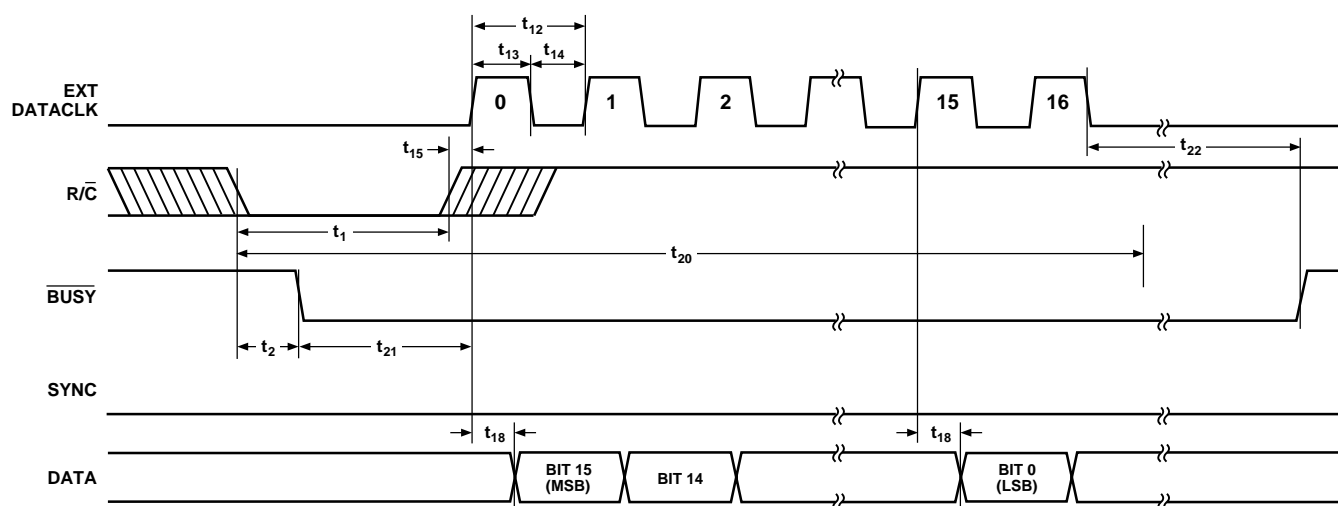 t12
t13 t14
EXT DATACLK
0 1 2 15 16
t15
t22
R/C̅
t1
t20
B̅U̅S̅Y̅
t2 t21
SYNC
t18 t18
DATA
BIT 15
(MSB)
BIT 14
BIT 0
(LSB)